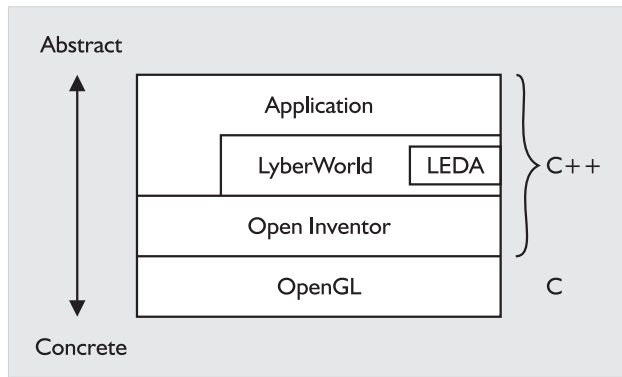 Abstract
Application
LyberWorld
LEDA
C++
Open Inventor
OpenGL
C
Concrete